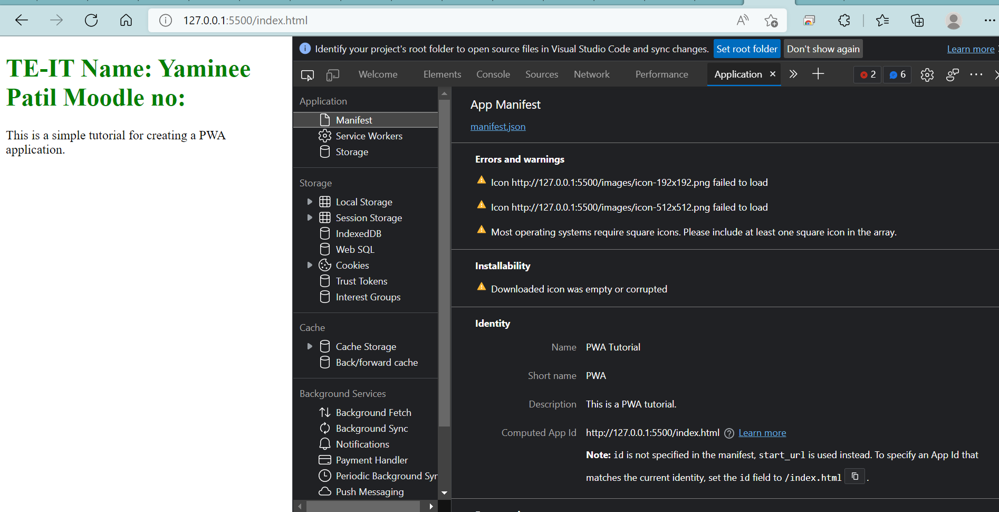 127.0.0.1:5500/index.html
TE-IT Name: Yaminee
Patil Moodle no:
This is a simple tutorial for creating a PWA
application.
Identify your project's root folder to open source files in Visual Studio Code and sync changes. Set root folder Don't show again Learn more
Welcome Elements Console Sources Network Performance Application 2 6
Application
Manifest
Service Workers
Storage
Storage
Local Storage
Session Storage
IndexedDB
Web SQL
Cookies
Trust Tokens
Interest Groups
Cache
Cache Storage
Back/forward cache
Background Services
Background Fetch
Background Sync
Notifications
Payment Handler
Periodic Background Syn
Push Messaging
App Manifest
manifest.json
Errors and warnings
Icon http://127.0.0.1:5500/images/icon-192x192.png failed to load
Icon http://127.0.0.1:5500/images/icon-512x512.png failed to load
Most operating systems require square icons. Please include at least one square icon in the array.
Installability
Downloaded icon was empty or corrupted
Identity
Name PWA Tutorial
Short name PWA
Description This is a PWA tutorial.
Computed App Id http://127.0.0.1:5500/index.html Learn more
Note: id is not specified in the manifest, start_url is used instead. To specify an App Id that
matches the current identity, set the id field to /index.html .